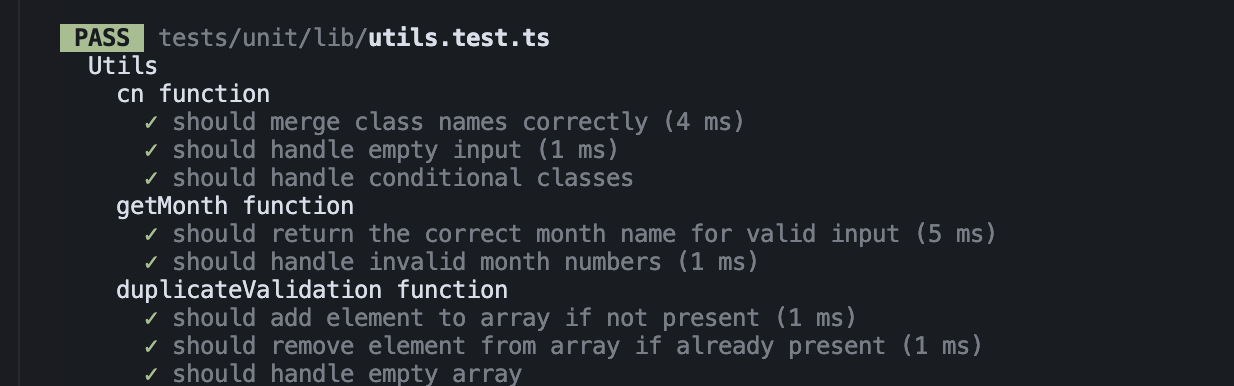 PASS tests/unit/lib/utils.test.ts
Utils
cn function
✓ should merge class names correctly (4 ms)
✓ should handle empty input (1 ms)
✓ should handle conditional classes
getMonth function
✓ should return the correct month name for valid input (5 ms)
✓ should handle invalid month numbers (1 ms)
duplicateValidation function
✓ should add element to array if not present (1 ms)
✓ should remove element from array if already present (1 ms)
✓ should handle empty array